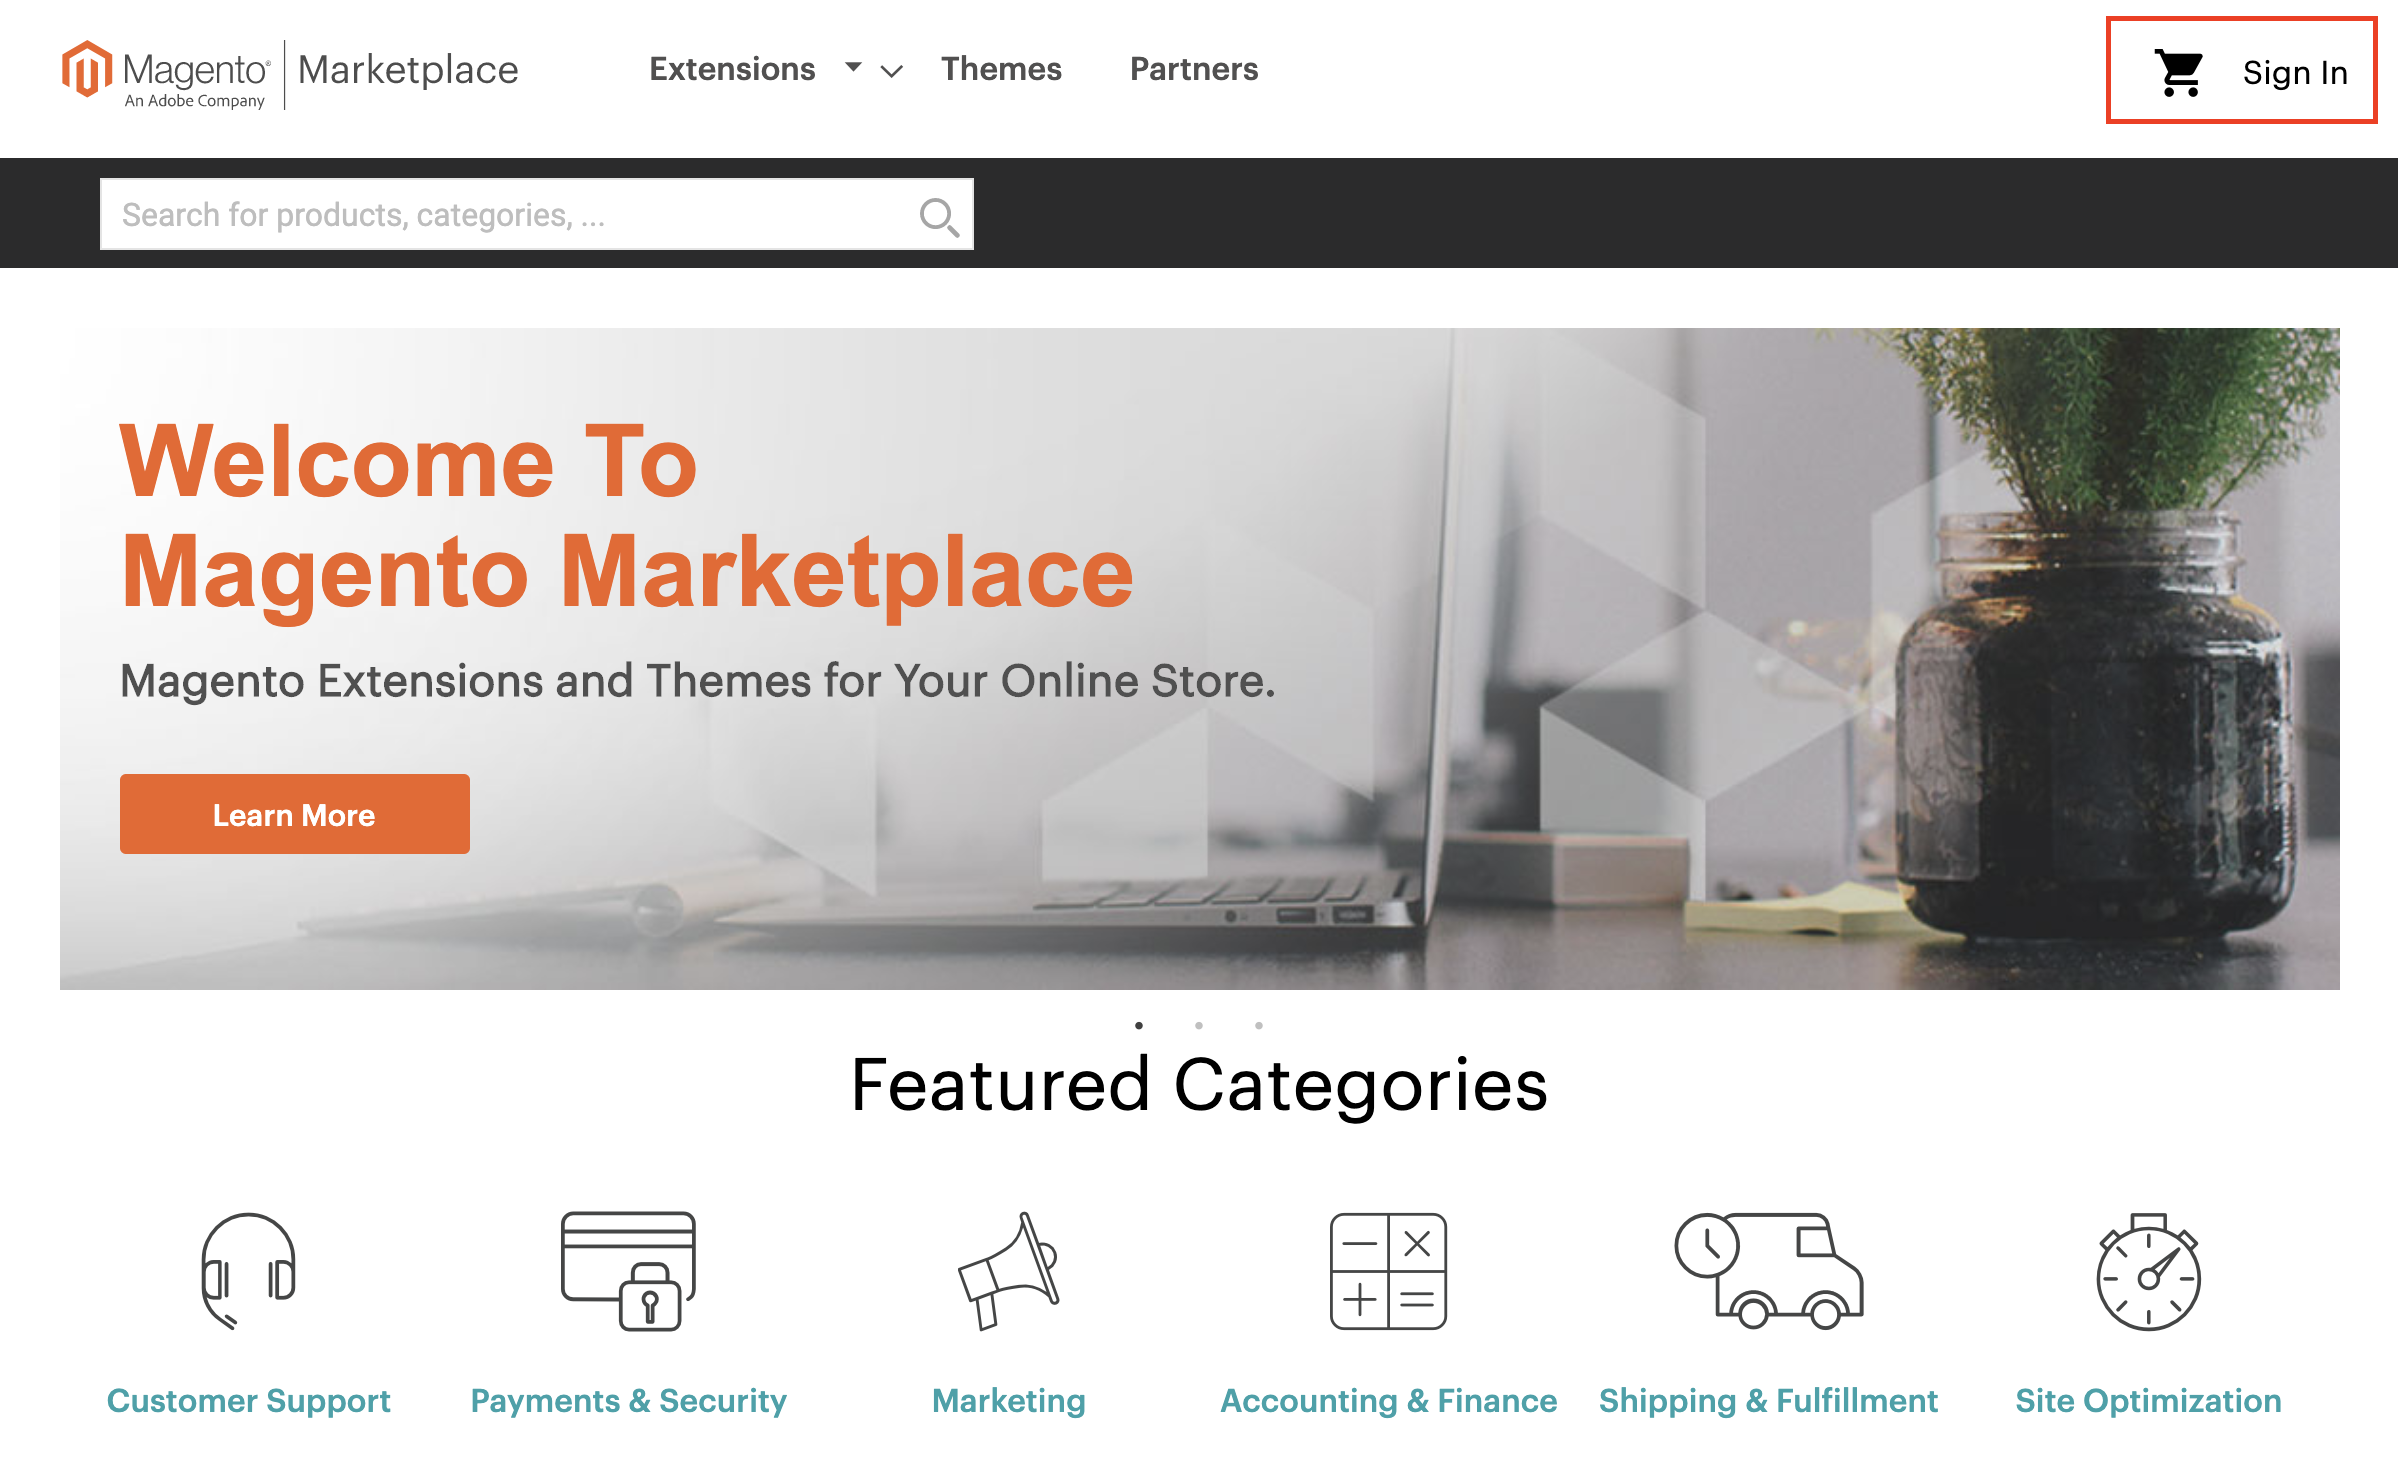 Magento® Marketplace
An Adobe Company
Extensions Themes Partners
Sign In
Search for products, categories, ...
Welcome To
Magento Marketplace
Magento Extensions and Themes for Your Online Store.
Learn More
Featured Categories
Customer Support
Payments & Security
Marketing
Accounting & Finance
Shipping & Fulfillment
Site Optimization